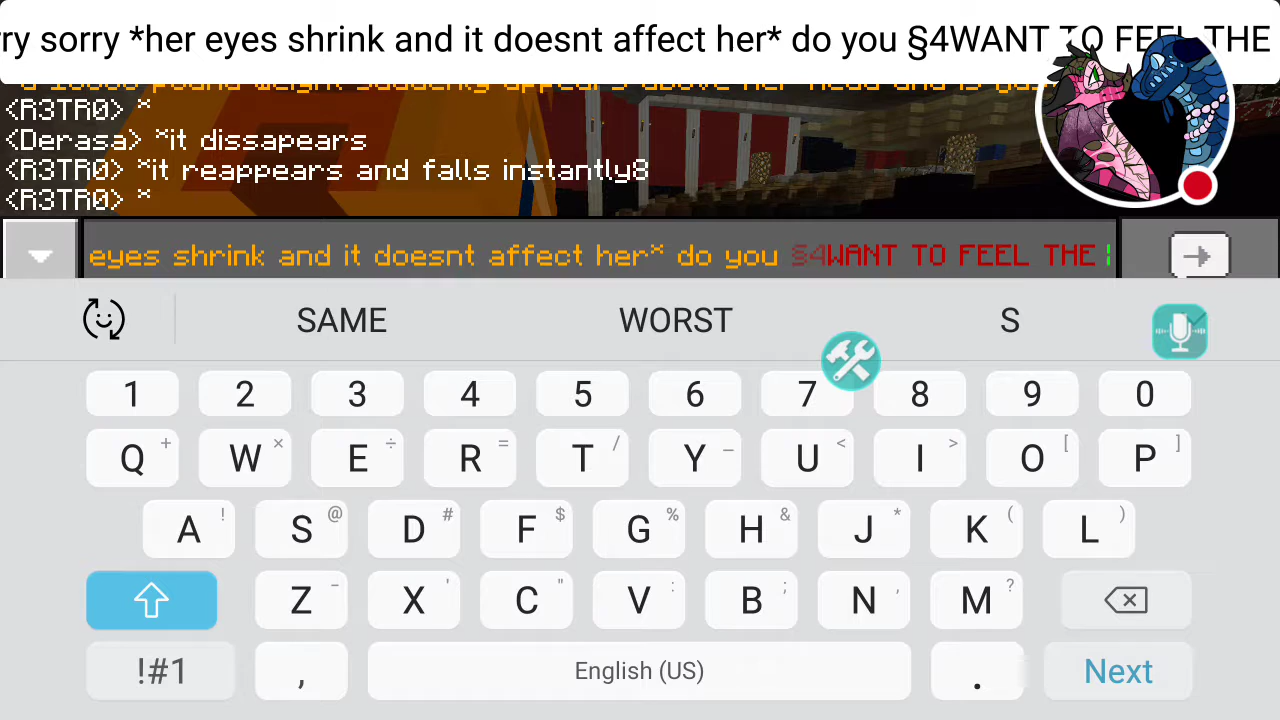 ry sorry *her eyes shrink and it doesnt affect her* do you §4WANT TO FEEL THE
<R3TR0> *
<Derasa> *it dissapears
<R3TR0> *it reappears and falls instantly8
<R3TR0> *
eyes shrink and it doesnt affect her* do you §4WANT TO FEEL THE
SAME WORST S
1 2 3 4 5 6 7 8 9 0
Q + W × E ÷ R = T / Y _ U < I > O [ P ]
A ! S @ D # F $ G % H & J * K ( L )
Z - X ' C " V : B ; N , M ?
!#1 , English (US) . Next